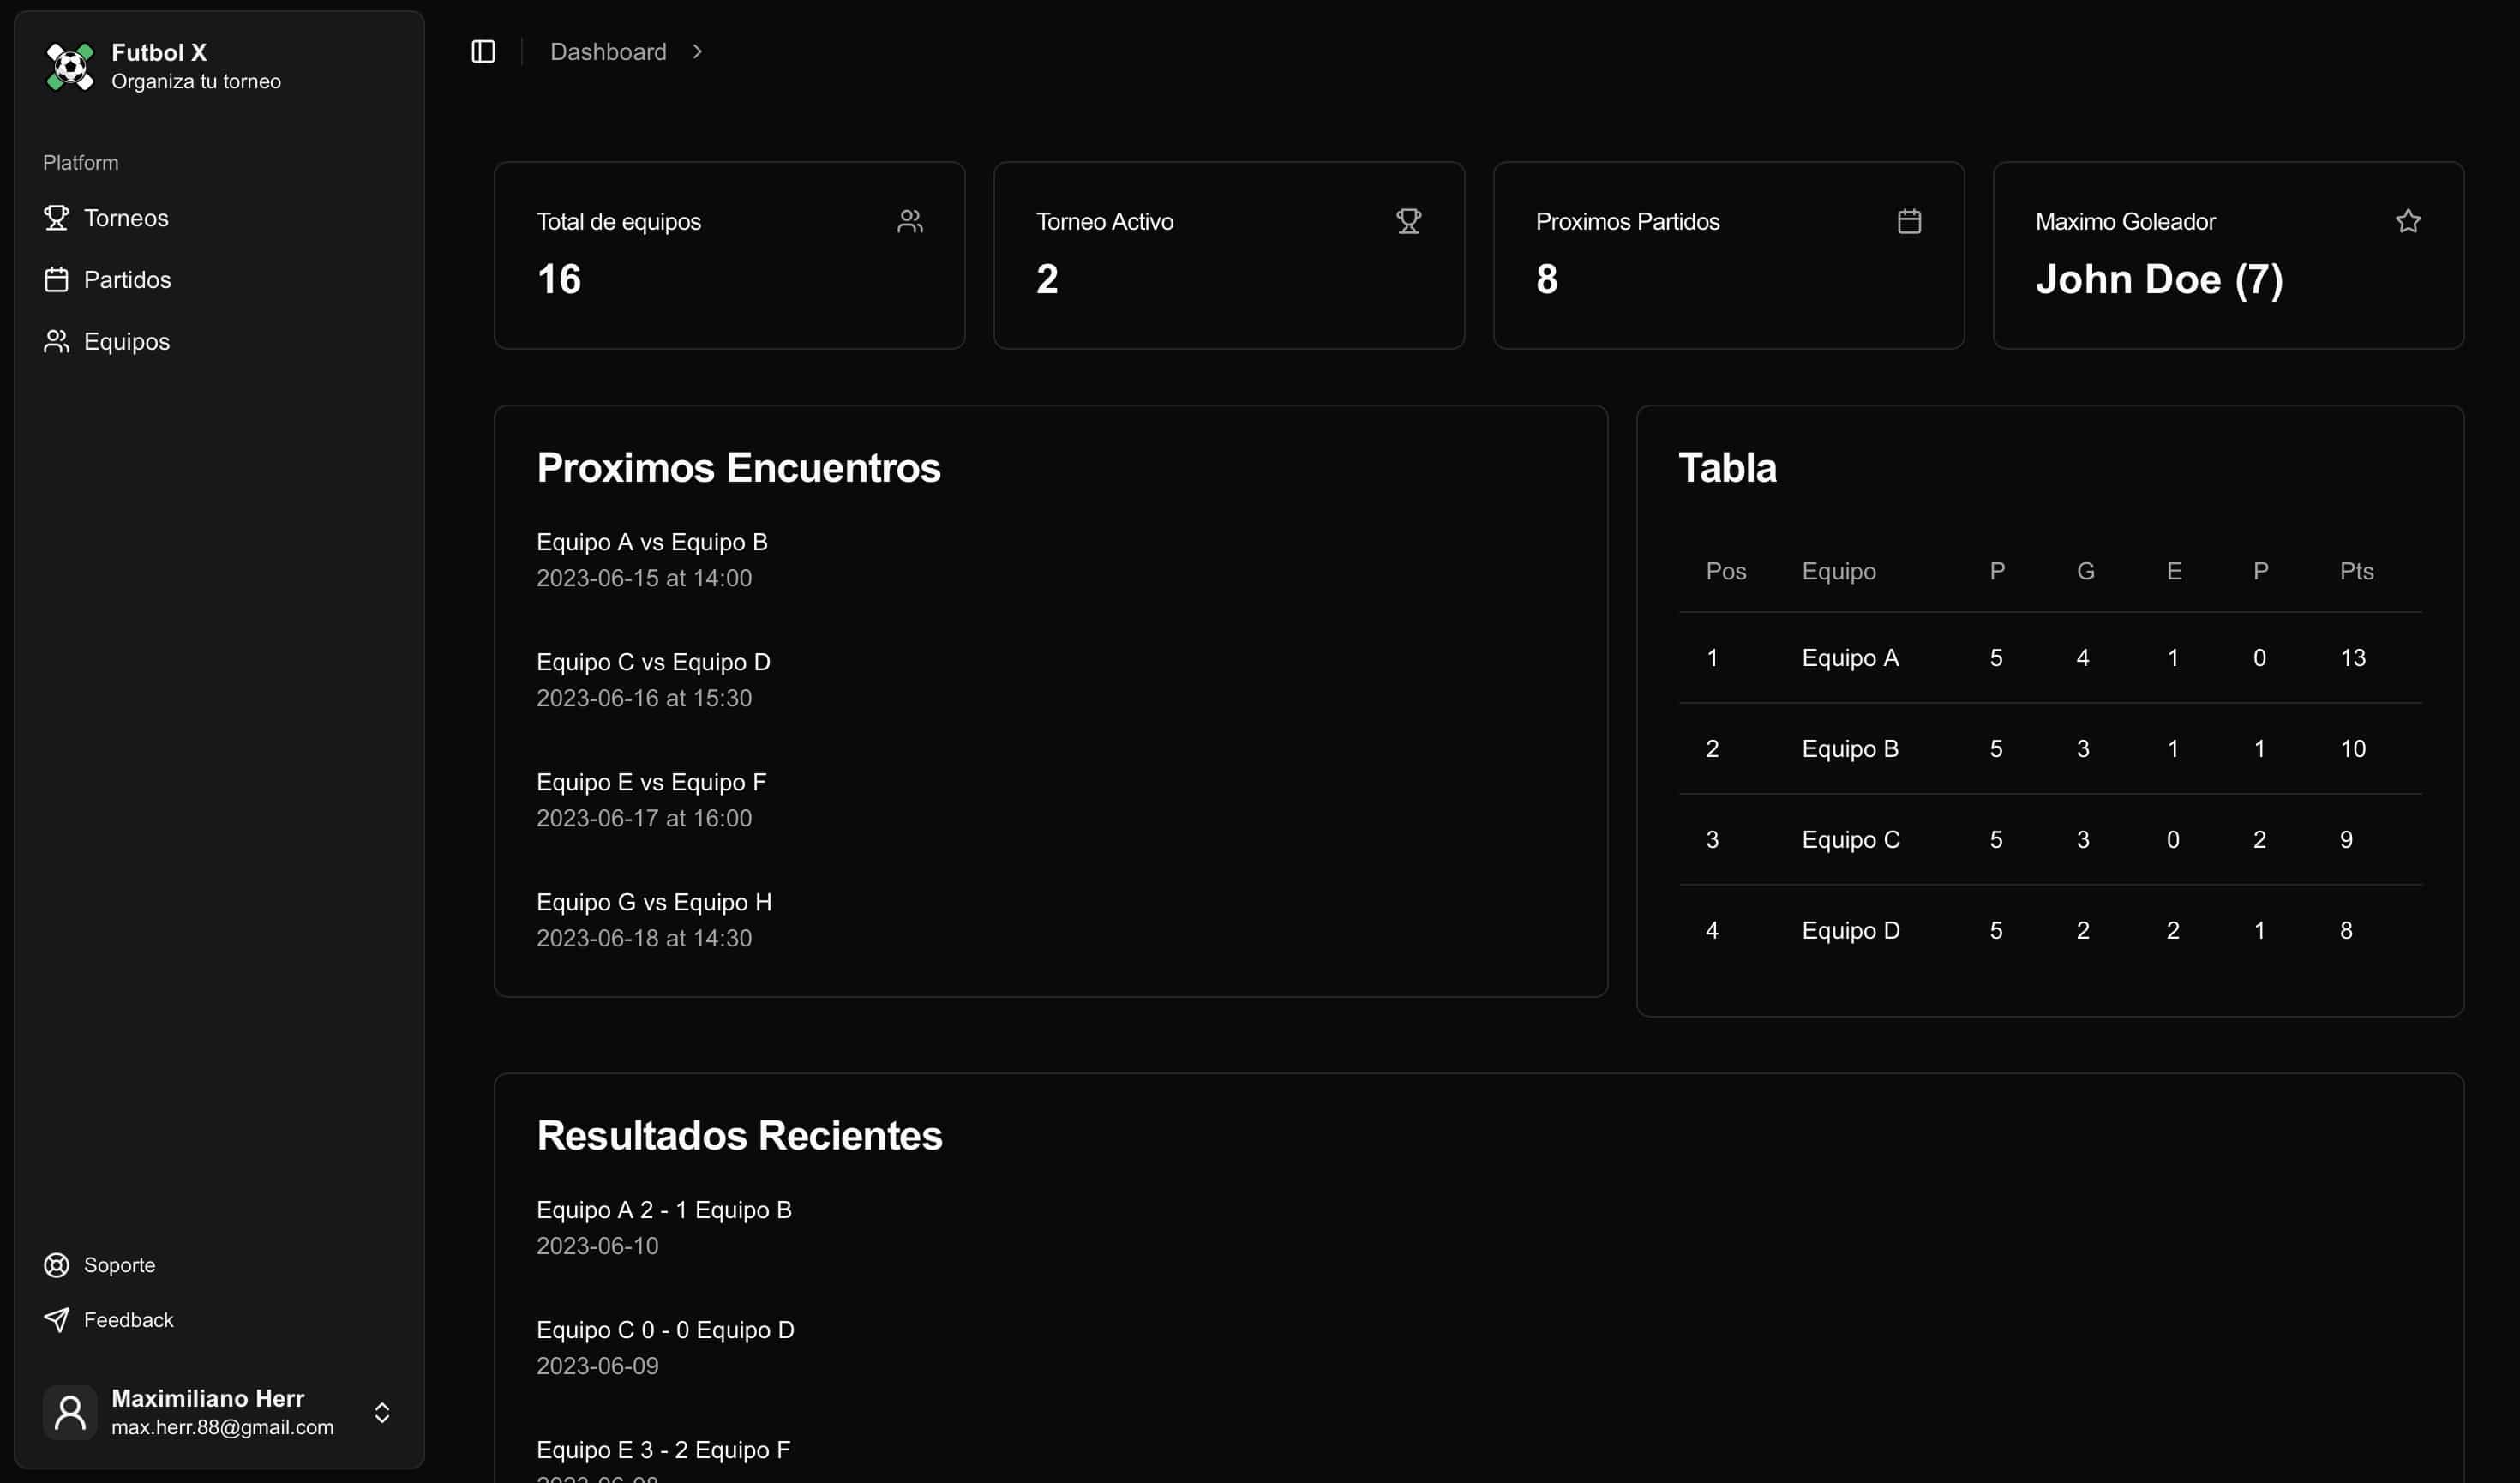 Futbol X
Organiza tu torneo
Platform
Torneos
Partidos
Equipos
Soporte
Feedback
Maximiliano Herr
max.herr.88@gmail.com
Dashboard
Total de equipos
16
Torneo Activo
2
Proximos Partidos
8
Maximo Goleador
John Doe (7)
Proximos Encuentros
Equipo A vs Equipo B
2023-06-15 at 14:00
Equipo C vs Equipo D
2023-06-16 at 15:30
Equipo E vs Equipo F
2023-06-17 at 16:00
Equipo G vs Equipo H
2023-06-18 at 14:30
Tabla
Pos Equipo P G E P Pts
1 Equipo A 5 4 1 0 13
2 Equipo B 5 3 1 1 10
3 Equipo C 5 3 0 2 9
4 Equipo D 5 2 2 1 8
Resultados Recientes
Equipo A 2 - 1 Equipo B
2023-06-10
Equipo C 0 - 0 Equipo D
2023-06-09
Equipo E 3 - 2 Equipo F